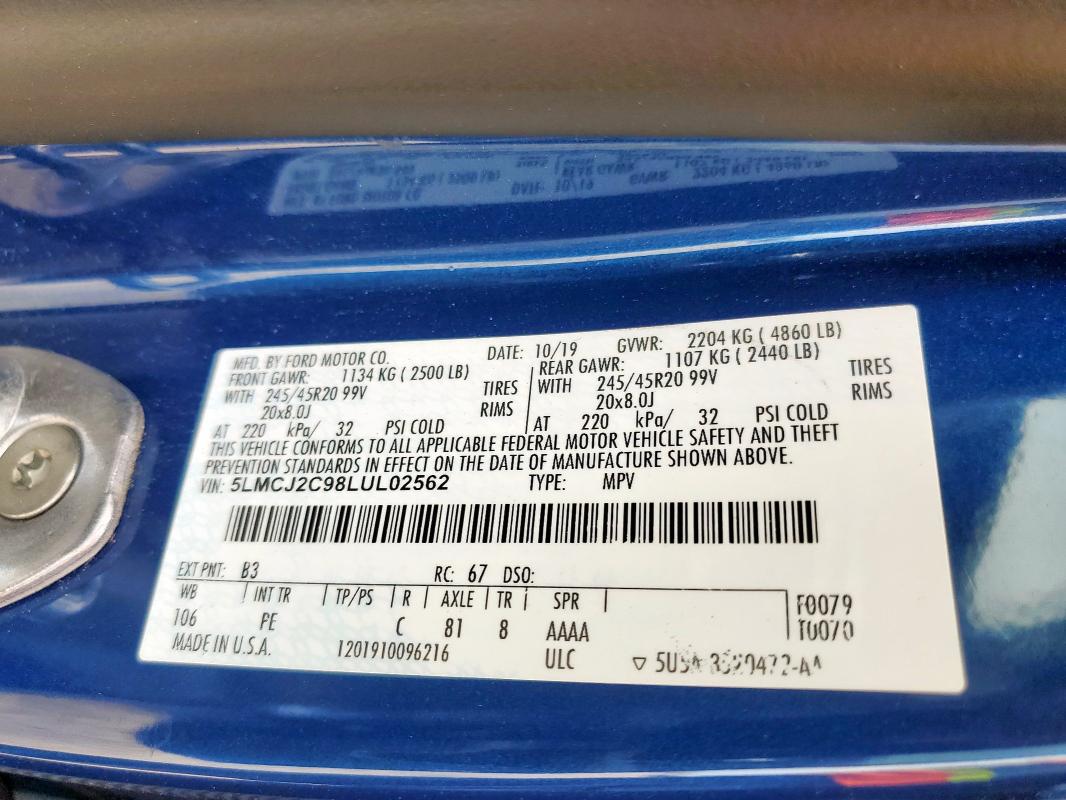 MFD. BY FORD MOTOR CO. DATE: 10/19 GVWR: 2204 KG ( 4860 LB)
FRONT GAWR: 1134 KG ( 2500 LB) REAR GAWR: 1107 KG ( 2440 LB)
WITH 245/45R20 99V TIRES WITH 245/45R20 99V TIRES
20x8.0J RIMS 20x8.0J RIMS
AT 220 kPa/ 32 PSI COLD AT 220 kPa/ 32 PSI COLD
THIS VEHICLE CONFORMS TO ALL APPLICABLE FEDERAL MOTOR VEHICLE SAFETY AND THEFT
PREVENTION STANDARDS IN EFFECT ON THE DATE OF MANUFACTURE SHOWN ABOVE.
VIN: 5LMCJ2C98LUL02562 TYPE: MPV
EXT PNT: B3 RC: 67 DSO:
WB INT TR TP/PS R AXLE TR SPR F0079
106 PE C 81 8 AAAA T0070
MADE IN U.S.A. 1201910096216 ULC